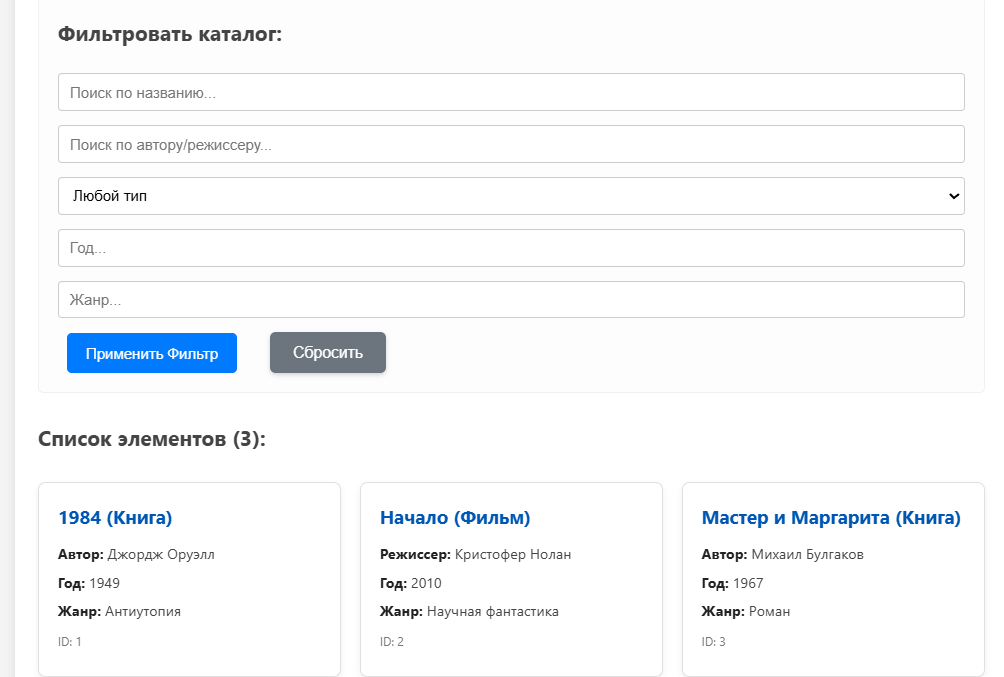 Фильтровать каталог:
Поиск по названию...
Поиск по автору/режиссеру...
Любой тип
Год...
Жанр...
Применить Фильтр
Сбросить
Список элементов (3):
1984 (Книга)
Автор: Джордж Оруэлл
Год: 1949
Жанр: Антиутопия
ID: 1
Начало (Фильм)
Режиссер: Кристофер Нолан
Год: 2010
Жанр: Научная фантастика
ID: 2
Мастер и Маргарита (Книга)
Автор: Михаил Булгаков
Год: 1967
Жанр: Роман
ID: 3